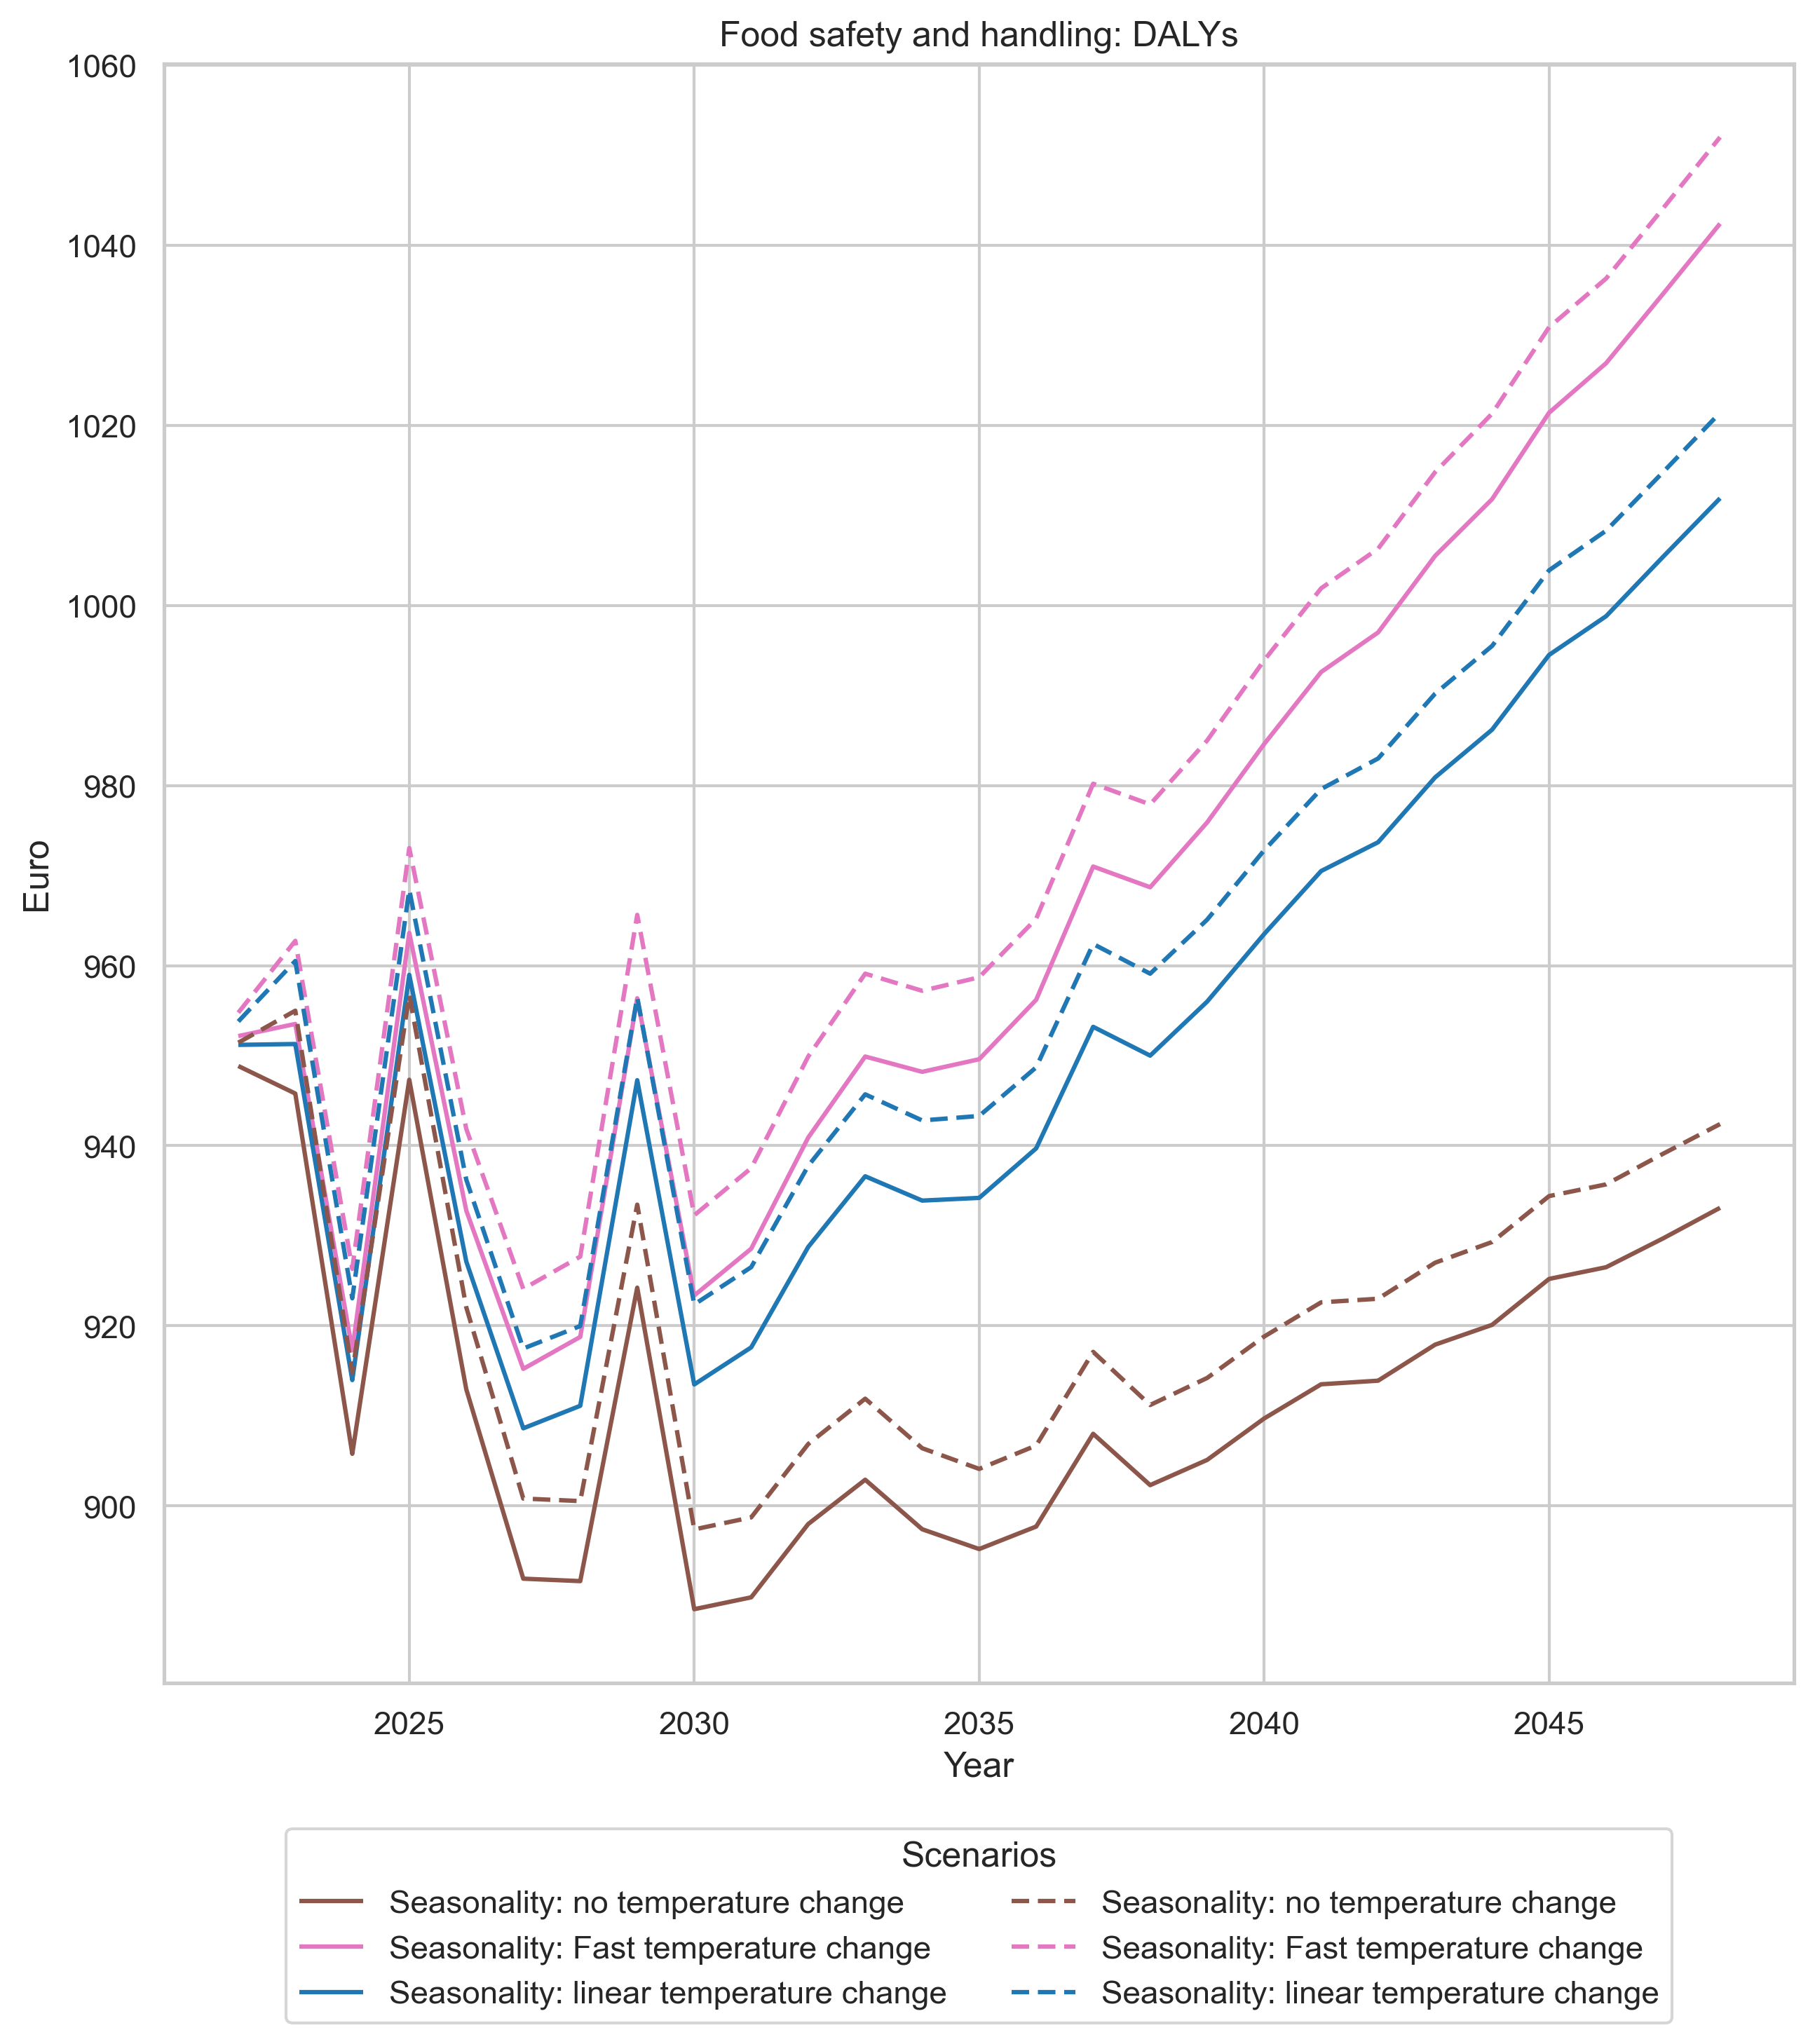 Food safety and handling: DALYs
1060
1040
1020
1000
980
960
940
920
900
Euro
2025 2030 2035 2040 2045
Year
Scenarios
Seasonality: no temperature change Seasonality: no temperature change
Seasonality: Fast temperature change Seasonality: Fast temperature change
Seasonality: linear temperature change Seasonality: linear temperature change